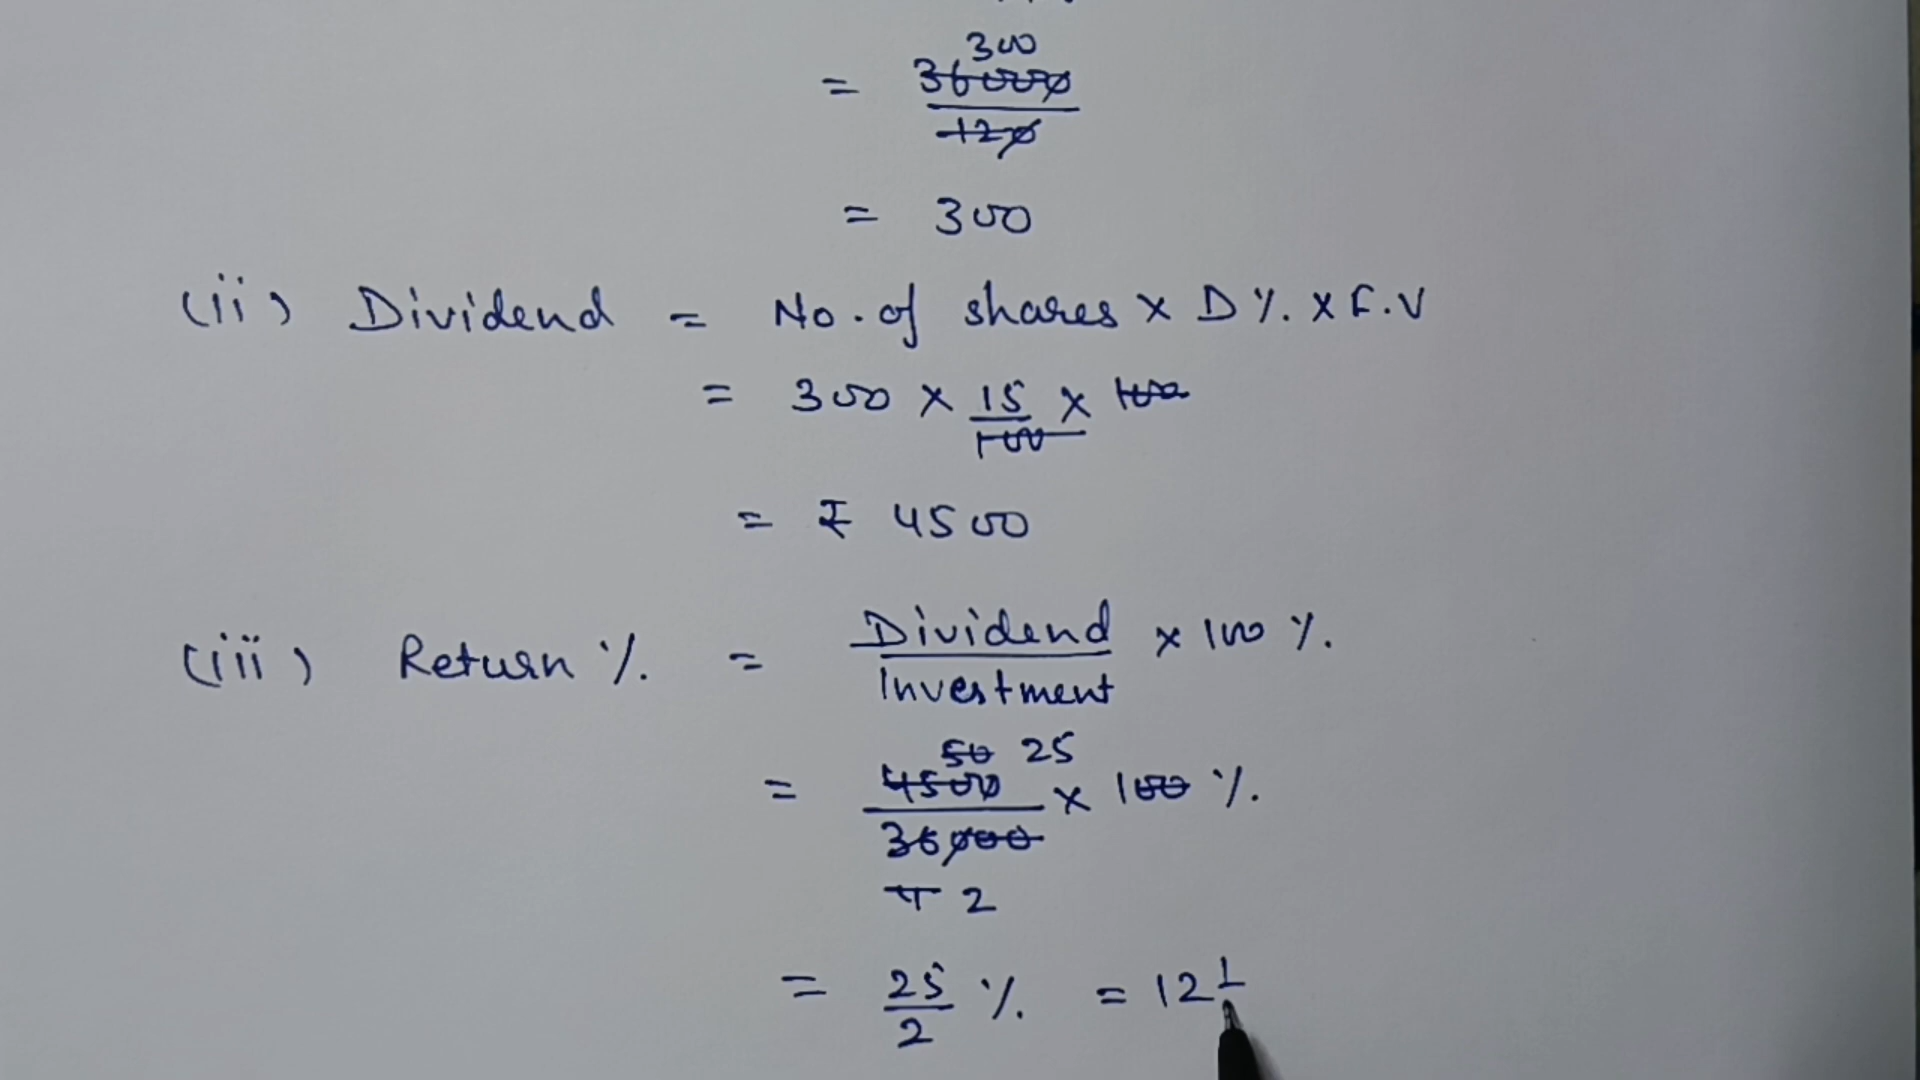 300
= 36000
120
= 300
(ii) Dividend = No. of shares × D %. × F.V
= 300 × 15/100 × 100
= ₹ 4500
(iii) Return %. = Dividend/Investment × 100 %.
50 25
= 4500/36000 × 100 %.
4 2
= 25/2 %. = 12 1